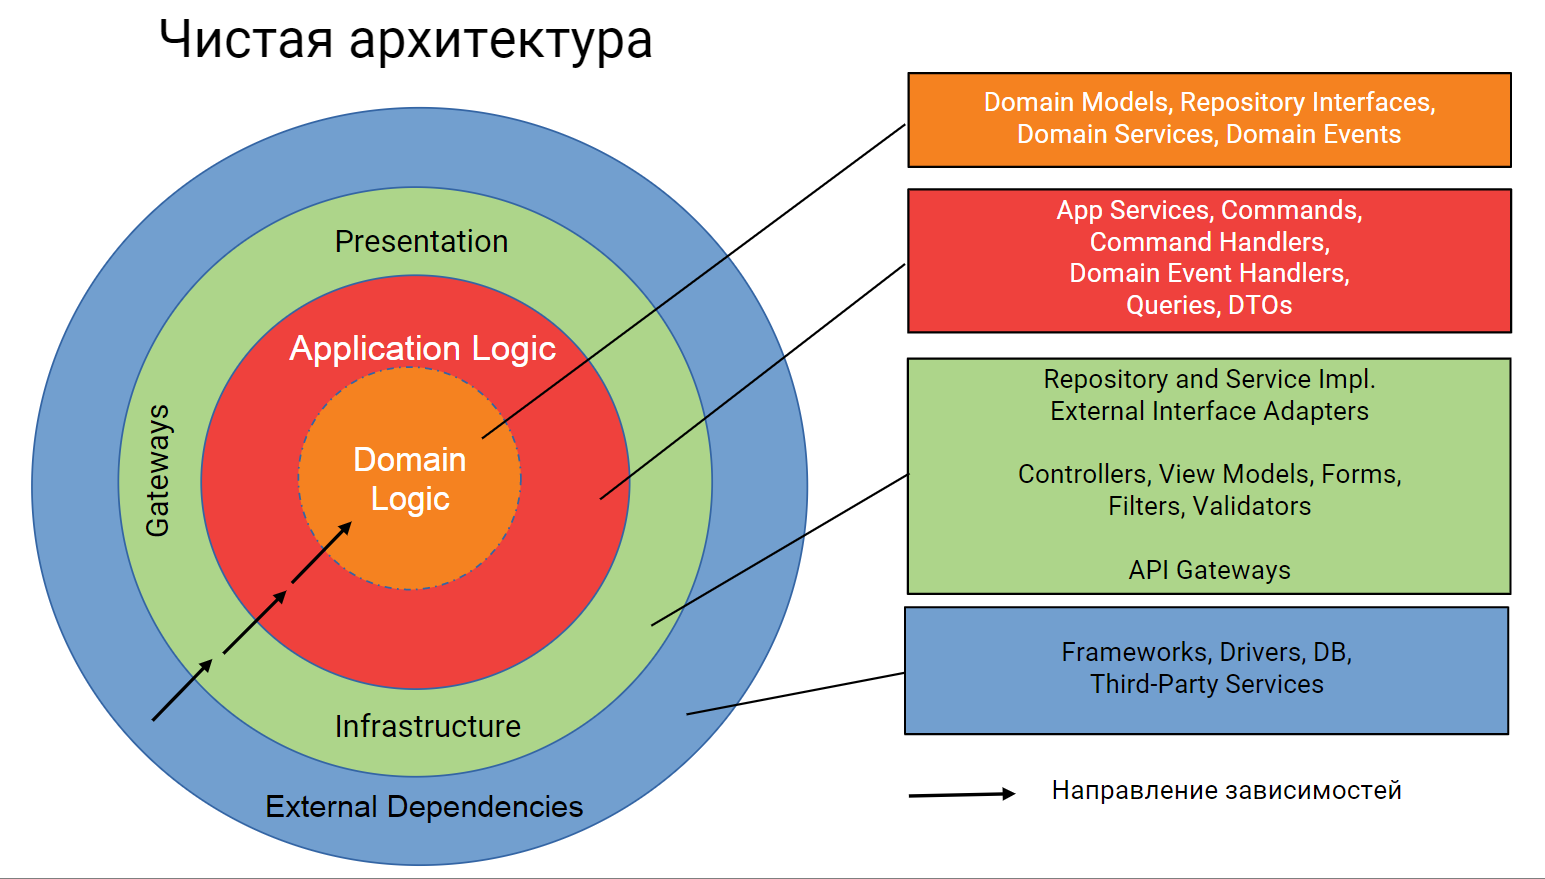 Чистая архитектура
Presentation
Application Logic
Gateways
Domain
Logic
Infrastructure
External Dependencies
Domain Models, Repository Interfaces,
Domain Services, Domain Events
App Services, Commands,
Command Handlers,
Domain Event Handlers,
Queries, DTOs
Repository and Service Impl.
External Interface Adapters
Controllers, View Models, Forms,
Filters, Validators
API Gateways
Frameworks, Drivers, DB,
Third-Party Services
Направление зависимостей